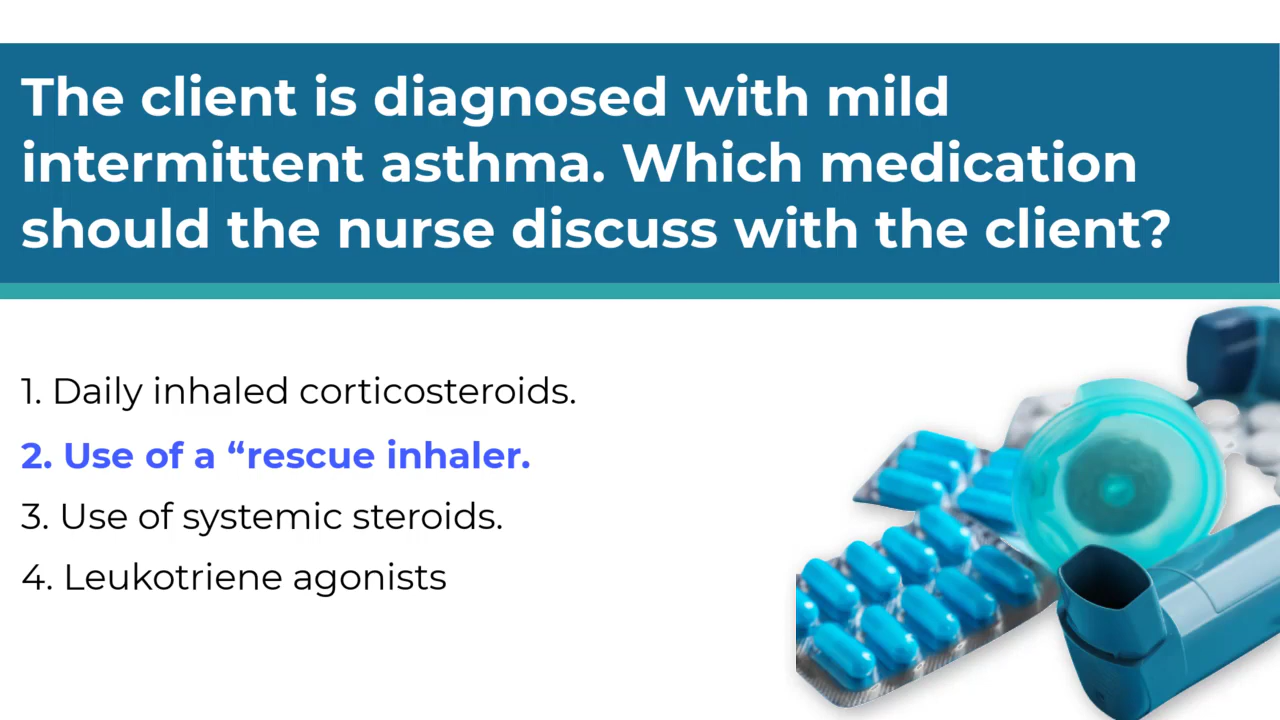 The client is diagnosed with mild
intermittent asthma. Which medication
should the nurse discuss with the client?
1. Daily inhaled corticosteroids.
2. Use of a “rescue inhaler.
3. Use of systemic steroids.
4. Leukotriene agonists